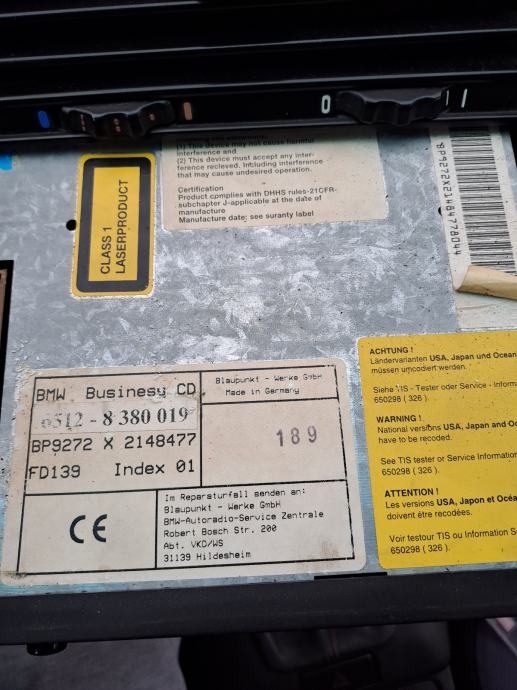 0
(1) This device may not cause harmful
interference and
(2) This device must accept any inter-
ference recieved, including interference
that may cause undesired operation.
Certification
Product complies with DHHS rules-21CFR-
subchapter J-applicable at the date of
manufacture
Manufacture date: see suranty label
CLASS 1
LASERPRODUCT
BMW Business CD
6512 - 8 380 019
BP9272 X 2148477
FD139 Index 01
Blaupunkt - Werke GmbH
Made in Germany
189
CE
Im Reparaturfall senden an:
Blaupunkt - Werke GmbH
BMW-Autoradio-Service Zentrale
Robert Bosch Str. 200
Abt. VKD/WS
31139 Hildesheim
ACHTUNG !
Ländervarianten USA, Japan und Ocean
müssen umcodiert werden.
Siehe TIS - Tester oder Service - Informa
650298 ( 326 ).
WARNING !
National versions USA, Japan and Oc
have to be recoded.
See TIS tester or Service Information
650298 ( 326 ).
ATTENTION !
Les versions USA, Japon et Océa
doivent être recodées.
Voir testour TIS ou Information S
650298 ( 326 ).